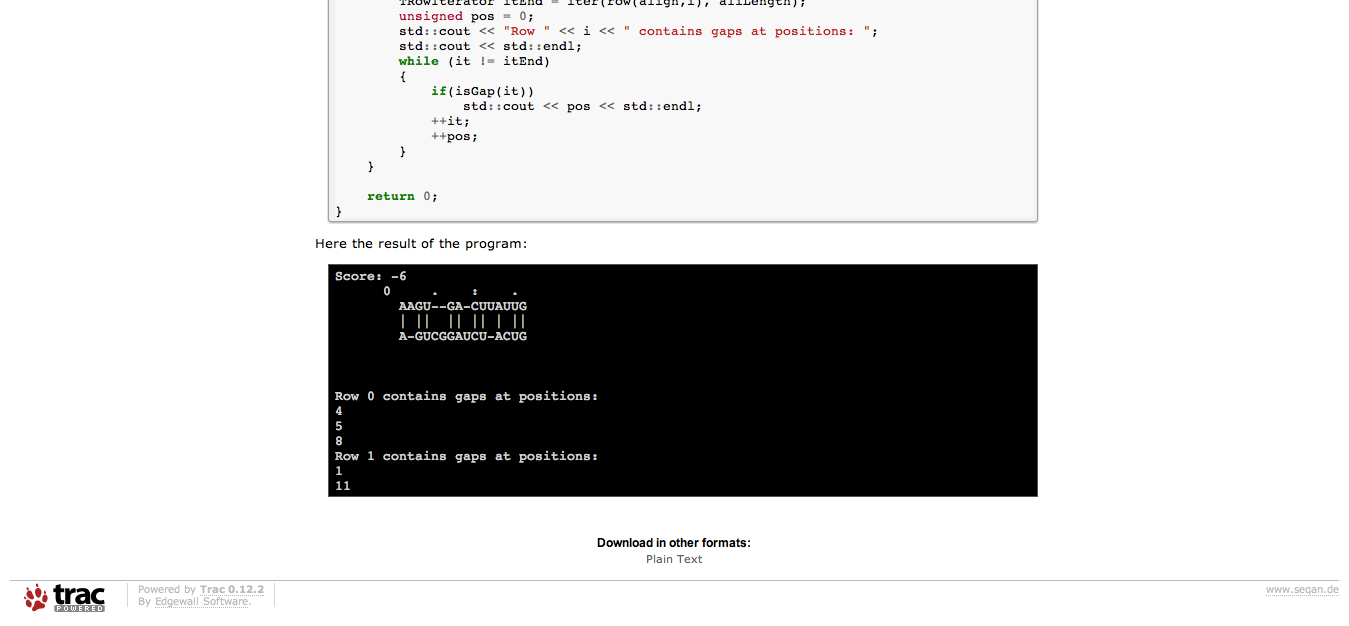 TRowIterator itEnd = iter(row(align,i), aliLength);
unsigned pos = 0;
std::cout << "Row " << i << " contains gaps at positions: ";
std::cout << std::endl;
while (it != itEnd)
{
if(isGap(it))
std::cout << pos << std::endl;
++it;
++pos;
}
}
return 0;
}
Here the result of the program:
Score: -6
0 . : .
AAGU--GA-CUUAUUG
| || || || | ||
A-GUCGGAUCU-ACUG
Row 0 contains gaps at positions:
4
5
8
Row 1 contains gaps at positions:
1
11
Download in other formats:
Plain Text
trac
POWERED
Powered by Trac 0.12.2
By Edgewall Software.
www.seqan.de